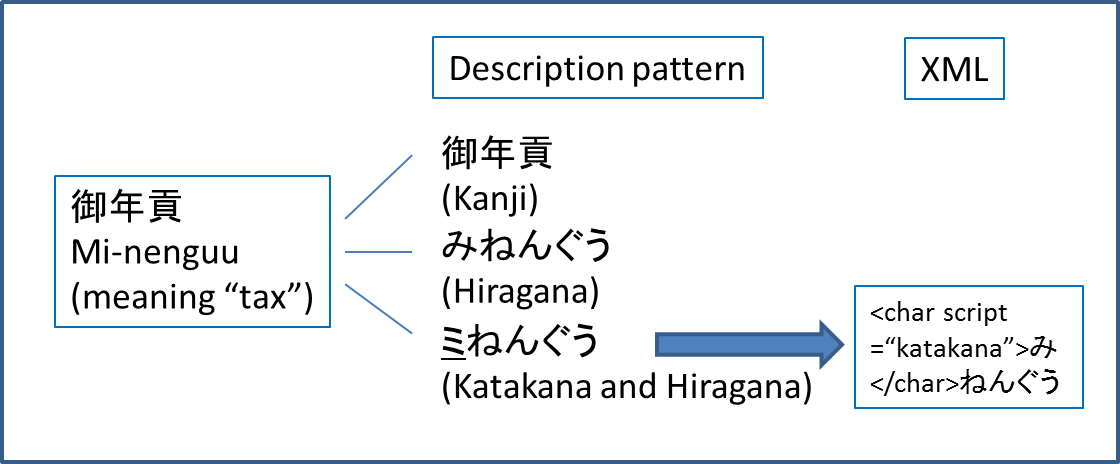 Description pattern
XML
御年貢
Mi-nenguu
(meaning “tax”)
御年貢
(Kanji)
みねんぐう
(Hiragana)
ミねんぐう
(Katakana and Hiragana)
<char script
=“katakana”>み
</char>ねんぐう